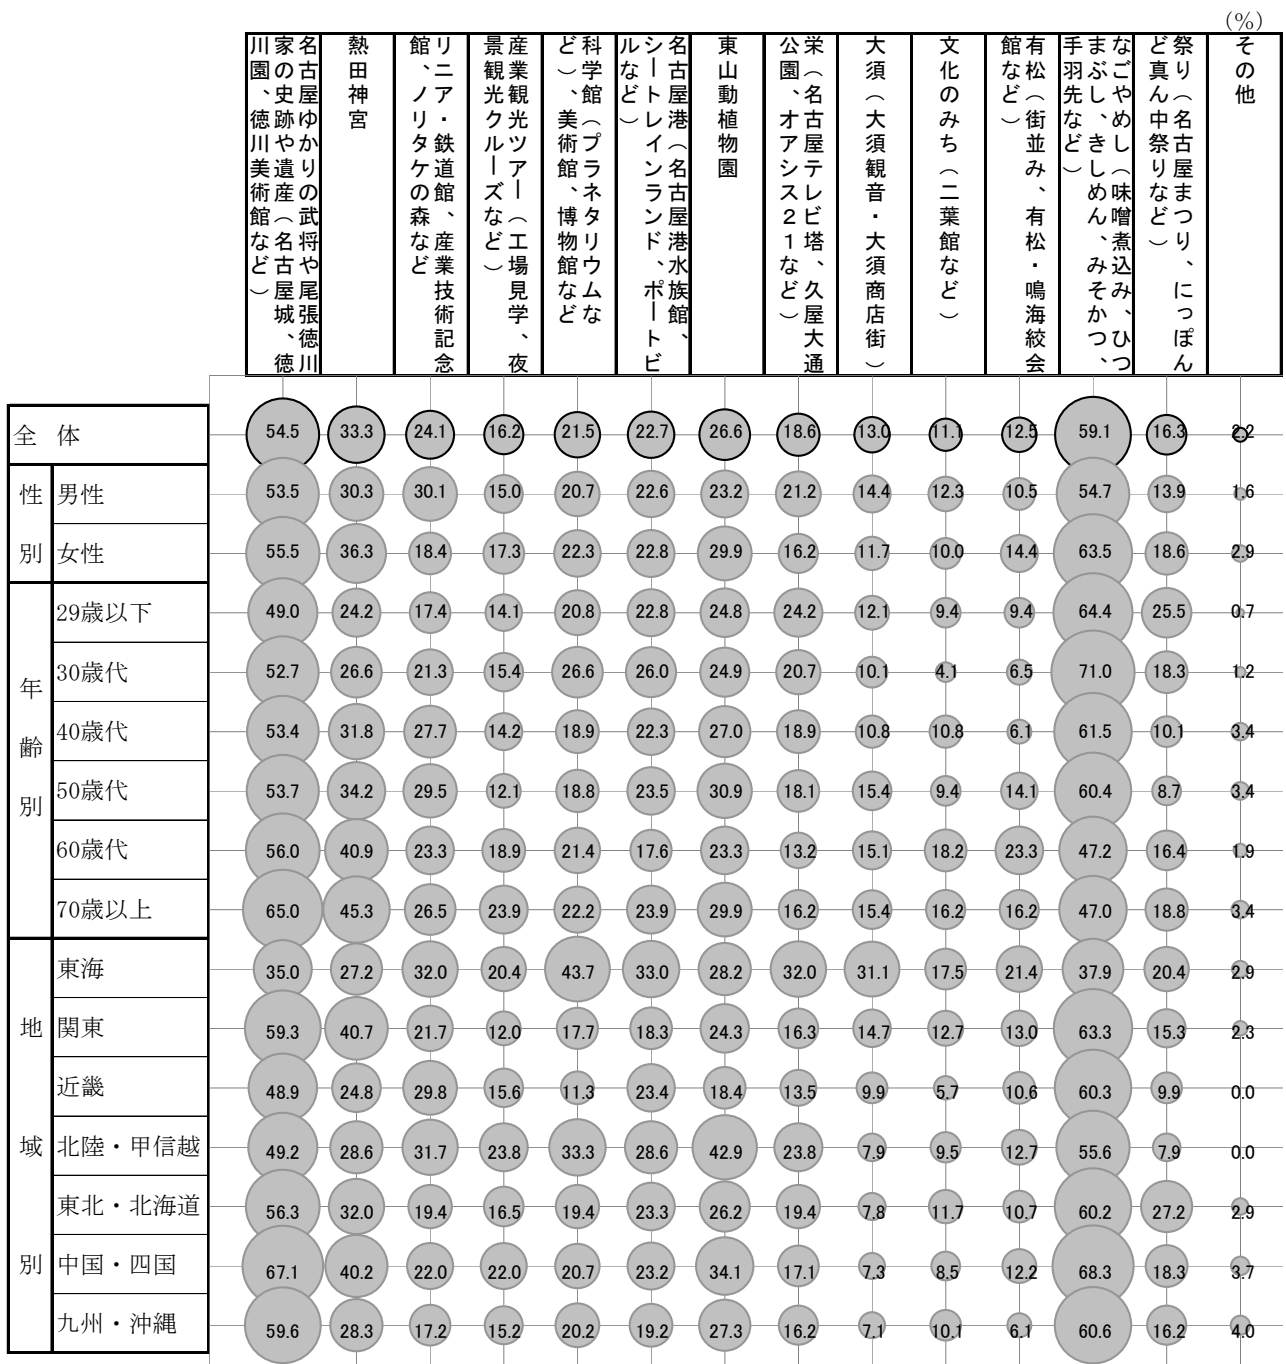 (%)
名古屋ゆかりの武将や尾張徳川
家の史跡や遺産（名古屋城、徳
川園、徳川美術館など）
熱田神宮
リニア・鉄道館、産業技術記念
館、ノリタケの森など
産業観光ツアー（工場見学、夜
景観光クルーズなど）
科学館（プラネタリウムな
ど）、美術館、博物館など
名古屋港（名古屋港水族館、
シートレインランド、ポートビ
ルなど）
東山動植物園
栄（名古屋テレビ塔、久屋大通
公園、オアシス２１など）
大須（大須観音・大須商店街）
文化のみち（二葉館など）
有松（街並み、有松・鳴海絞会
館など）
なごやめし（味噌煮込み、ひつ
まぶし、きしめん、みそかつ、
手羽先など）
祭り（名古屋まつり、にっぽん
ど真ん中祭りなど）
その他
全 体 54.5 33.3 24.1 16.2 21.5 22.7 26.6 18.6 13.0 11.1 12.5 59.1 16.3 2.2
性別
男性 53.5 30.3 30.1 15.0 20.7 22.6 23.2 21.2 14.4 12.3 10.5 54.7 13.9 1.6
女性 55.5 36.3 18.4 17.3 22.3 22.8 29.9 16.2 11.7 10.0 14.4 63.5 18.6 2.9
年齢別
29歳以下 49.0 24.2 17.4 14.1 20.8 22.8 24.8 24.2 12.1 9.4 9.4 64.4 25.5 0.7
30歳代 52.7 26.6 21.3 15.4 26.6 26.0 24.9 20.7 10.1 4.1 6.5 71.0 18.3 1.2
40歳代 53.4 31.8 27.7 14.2 18.9 22.3 27.0 18.9 10.8 10.8 6.1 61.5 10.1 3.4
50歳代 53.7 34.2 29.5 12.1 18.8 23.5 30.9 18.1 15.4 9.4 14.1 60.4 8.7 3.4
60歳代 56.0 40.9 23.3 18.9 21.4 17.6 23.3 13.2 15.1 18.2 23.3 47.2 16.4 1.9
70歳以上 65.0 45.3 26.5 23.9 22.2 23.9 29.9 16.2 15.4 16.2 16.2 47.0 18.8 3.4
地域別
東海 35.0 27.2 32.0 20.4 43.7 33.0 28.2 32.0 31.1 17.5 21.4 37.9 20.4 2.9
関東 59.3 40.7 21.7 12.0 17.7 18.3 24.3 16.3 14.7 12.7 13.0 63.3 15.3 2.3
近畿 48.9 24.8 29.8 15.6 11.3 23.4 18.4 13.5 9.9 5.7 10.6 60.3 9.9 0.0
北陸・甲信越 49.2 28.6 31.7 23.8 33.3 28.6 42.9 23.8 7.9 9.5 12.7 55.6 7.9 0.0
東北・北海道 56.3 32.0 19.4 16.5 19.4 23.3 26.2 19.4 7.8 11.7 10.7 60.2 27.2 2.9
中国・四国 67.1 40.2 22.0 22.0 20.7 23.2 34.1 17.1 7.3 8.5 12.2 68.3 18.3 3.7
九州・沖縄 59.6 28.3 17.2 15.2 20.2 19.2 27.3 16.2 7.1 10.1 6.1 60.6 16.2 4.0